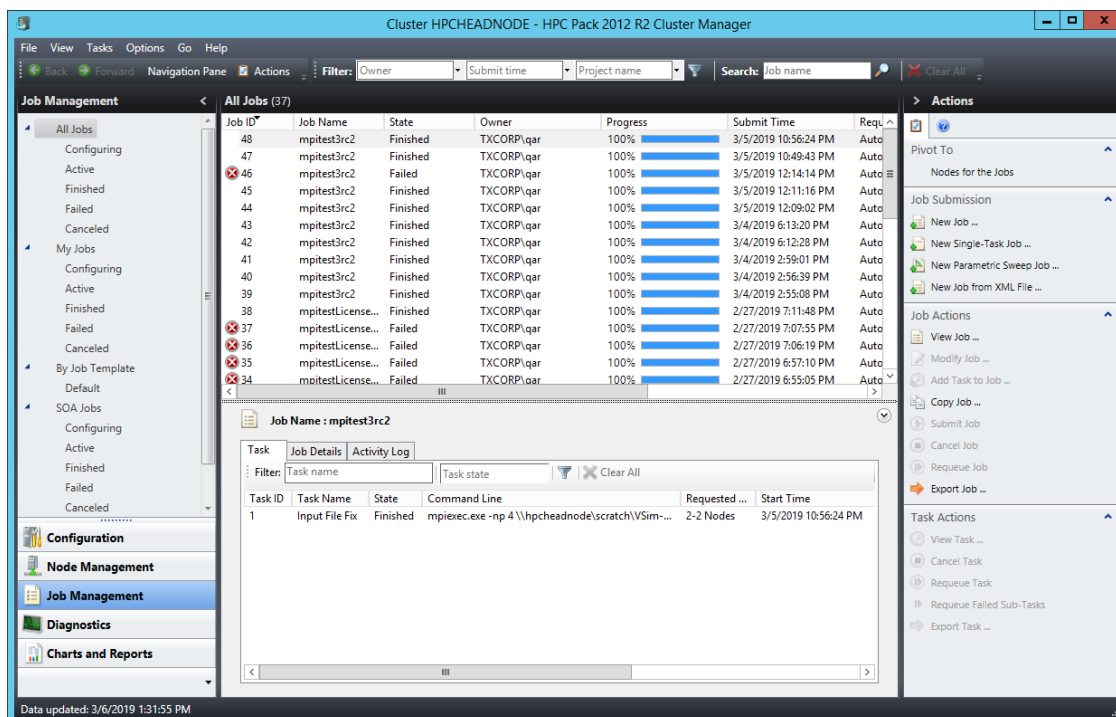 Cluster HPCHEADNODE - HPC Pack 2012 R2 Cluster Manager
File View Tasks Options Go Help
Back Forward Navigation Pane Actions Filter: Owner Submit time Project name Search: Job name Clear All
Job Management
All Jobs
Configuring
Active
Finished
Failed
Canceled
My Jobs
Configuring
Active
Finished
Failed
Canceled
By Job Template
Default
SOA Jobs
Configuring
Active
Finished
Failed
Canceled
Configuration
Node Management
Job Management
Diagnostics
Charts and Reports
All Jobs (37)
Job ID Job Name State Owner Progress Submit Time Requ
48 mpitest3rc2 Finished TXCORP\qar 100% 3/5/2019 10:56:24 PM Auto
47 mpitest3rc2 Finished TXCORP\qar 100% 3/5/2019 10:49:43 PM Auto
46 mpitest3rc2 Failed TXCORP\qar 100% 3/5/2019 12:14:14 PM Auto
45 mpitest3rc2 Finished TXCORP\qar 100% 3/5/2019 12:11:16 PM Auto
44 mpitest3rc2 Finished TXCORP\qar 100% 3/5/2019 12:09:02 PM Auto
43 mpitest3rc2 Finished TXCORP\qar 100% 3/4/2019 6:13:20 PM Auto
42 mpitest3rc2 Finished TXCORP\qar 100% 3/4/2019 6:12:28 PM Auto
41 mpitest3rc2 Finished TXCORP\qar 100% 3/4/2019 2:59:01 PM Auto
40 mpitest3rc2 Finished TXCORP\qar 100% 3/4/2019 2:56:39 PM Auto
39 mpitest3rc2 Finished TXCORP\qar 100% 3/4/2019 2:55:08 PM Auto
38 mpitestLicense... Finished TXCORP\qar 100% 2/27/2019 7:11:48 PM Auto
37 mpitestLicense... Failed TXCORP\qar 100% 2/27/2019 7:07:55 PM Auto
36 mpitestLicense... Failed TXCORP\qar 100% 2/27/2019 7:06:19 PM Auto
35 mpitestLicense... Failed TXCORP\qar 100% 2/27/2019 6:57:10 PM Auto
34 mpitestLicense... Failed TXCORP\qar 100% 2/27/2019 6:55:05 PM Auto
Job Name : mpitest3rc2
Task Job Details Activity Log
Filter: Task name Task state Clear All
Task ID Task Name State Command Line Requested ... Start Time
1 Input File Fix Finished mpiexec.exe -np 4 \\hpcheadnode\scratch\VSim-... 2-2 Nodes 3/5/2019 10:56:24 PM
Actions
Pivot To
Nodes for the Jobs
Job Submission
New Job ...
New Single-Task Job ...
New Parametric Sweep Job ...
New Job from XML File ...
Job Actions
View Job ...
Modify Job ...
Add Task to Job ...
Copy Job ...
Submit Job
Cancel Job
Requeue Job
Export Job ...
Task Actions
View Task ...
Cancel Task
Requeue Task
Requeue Failed Sub-Tasks
Export Task ...
Data updated: 3/6/2019 1:31:55 PM